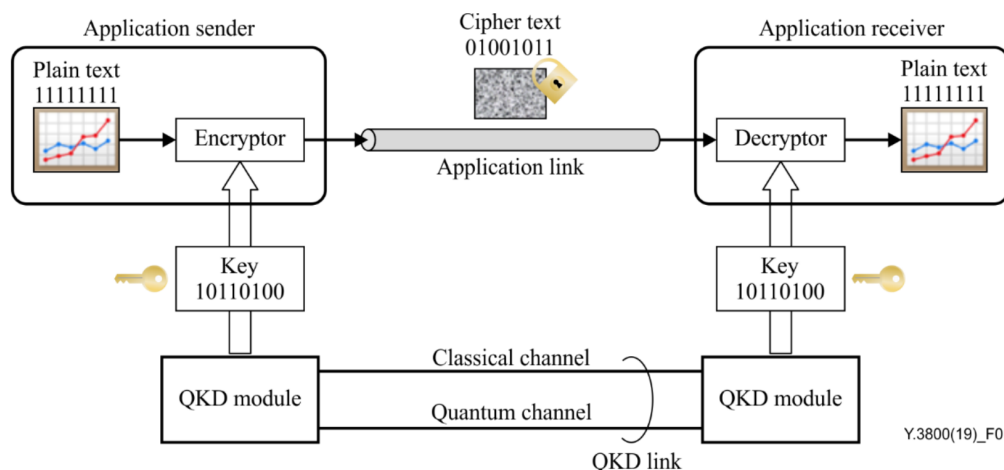 Application sender
Cipher text
01001011
Application receiver
Plain text
11111111
Encryptor
Application link
Decryptor
Plain text
11111111
Key
10110100
Key
10110100
QKD module
Classical channel
Quantum channel
QKD link
QKD module
Y.3800(19)_F0